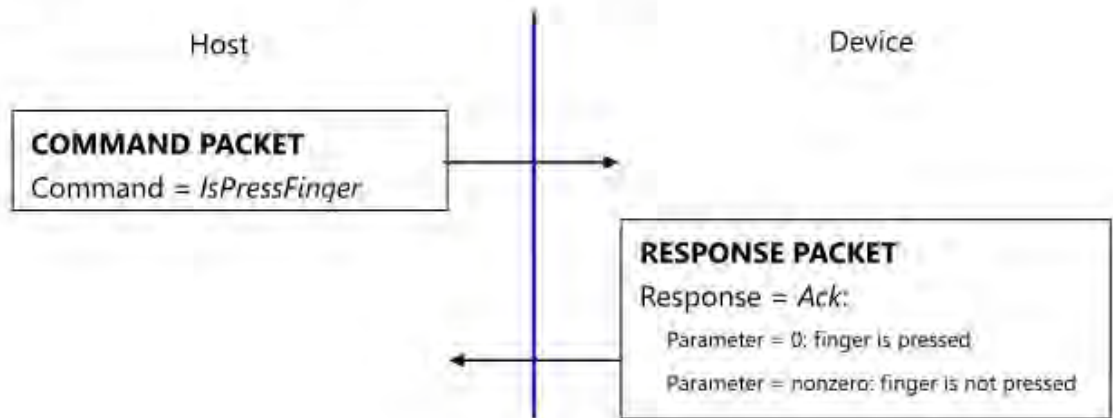 Host
Device
COMMAND PACKET
Command = IsPressFinger
RESPONSE PACKET
Response = Ack:
Parameter = 0: finger is pressed
Parameter = nonzero: finger is not pressed